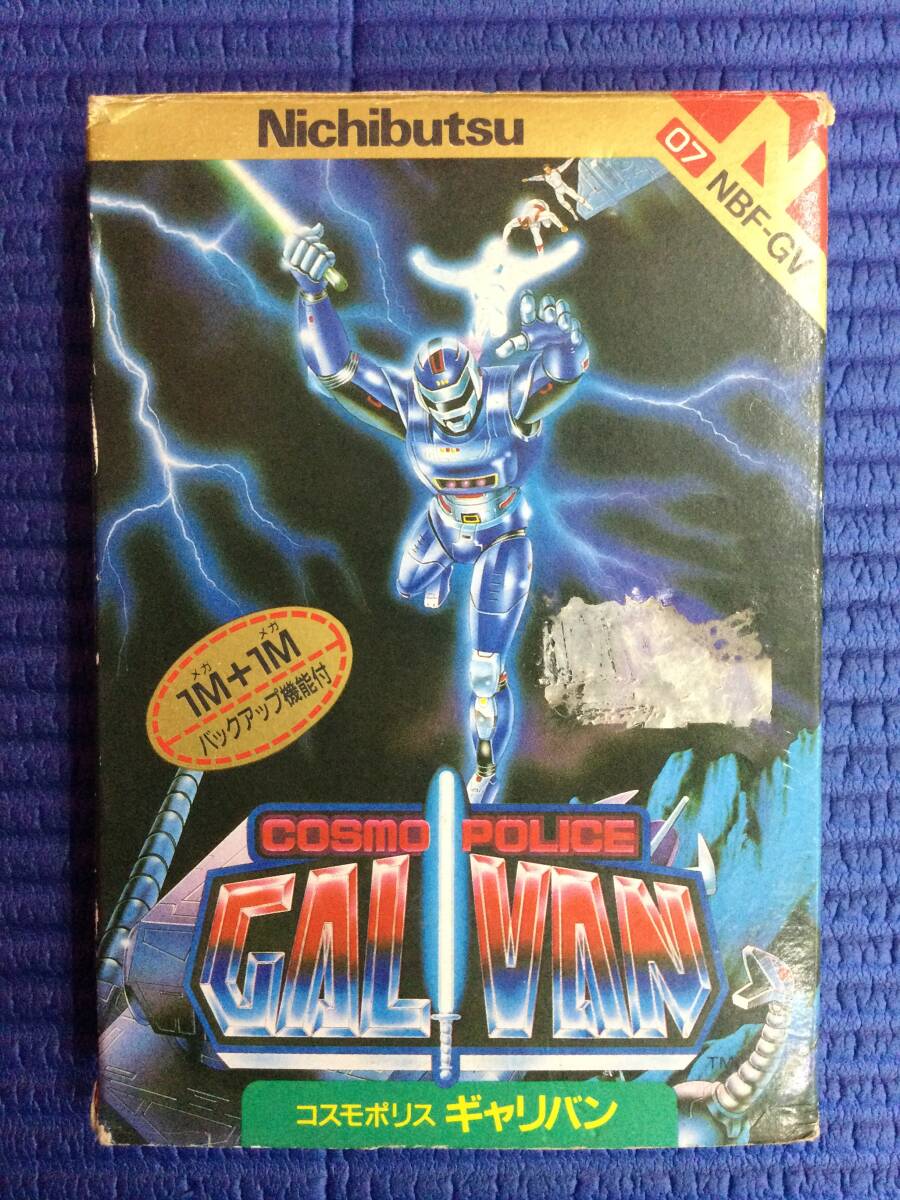 Nichibutsu
N
07 NBF-GV
メガ メガ
1M+1M
バックアップ機能付
COSMO POLICE
GALIVAN
TM
コスモポリス ギャリバン